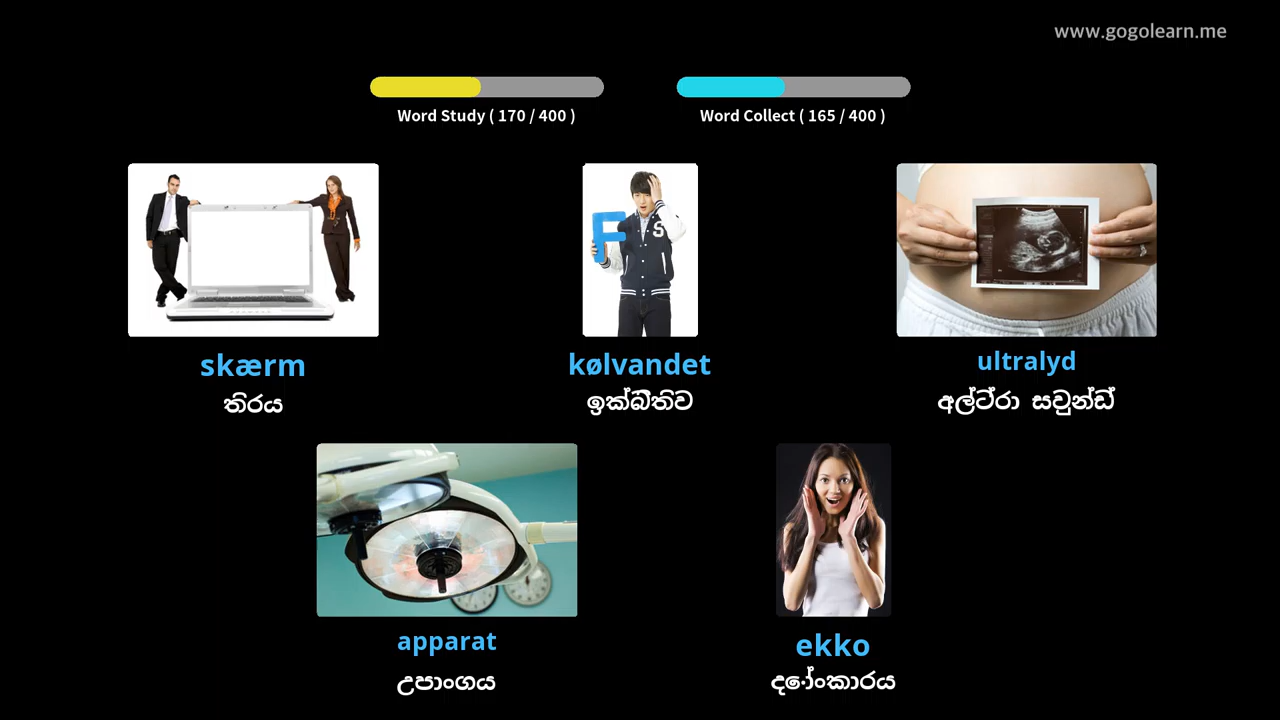 www.gogolearn.me
Word Study ( 170 / 400 )
Word Collect ( 165 / 400 )
F
S
skærm
kølvandet
ultralyd
තිරය
ඉක්බිතිව
අල්ට්රා සවුන්ඩ්
apparat
ekko
උපාංගය
දෝංකාරය